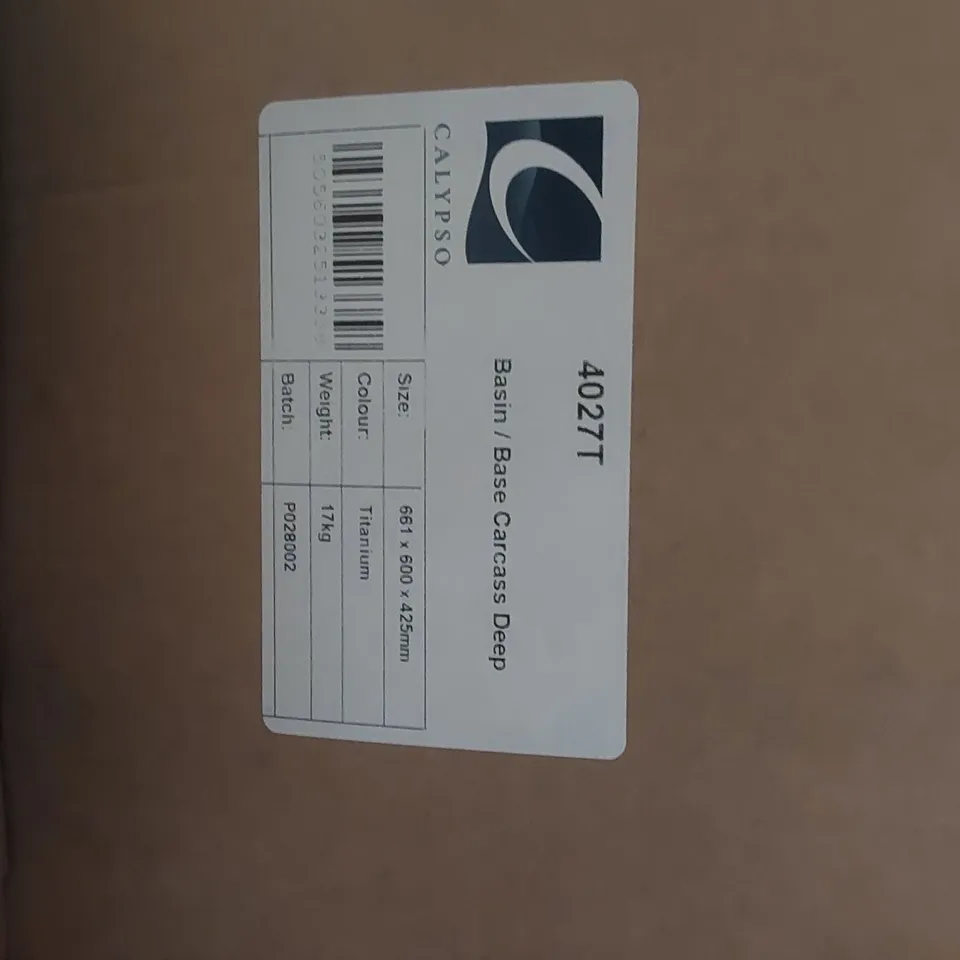 CALYPSO
4027T
Basin / Base Carcass Deep
Size: 661 x 600 x 425mm
Colour: Titanium
Weight: 17kg
Batch: P028002